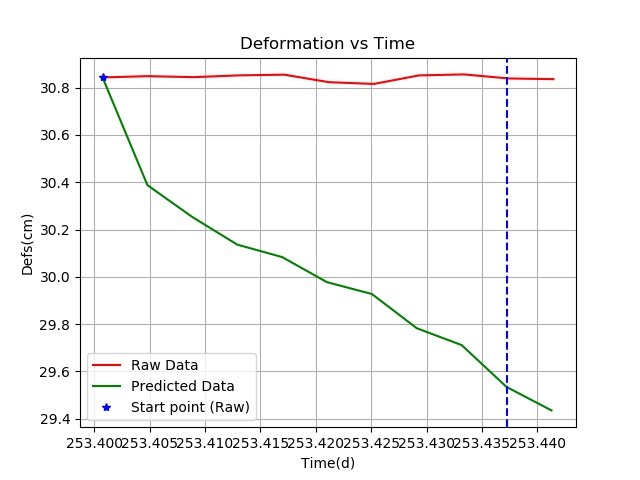 Deformation vs Time
Defs(cm)
30.8
30.6
30.4
30.2
30.0
29.8
29.6
29.4
Raw Data
Predicted Data
Start point (Raw)
253.400 253.405 253.410 253.415 253.420 253.425 253.430 253.435 253.440
Time(d)